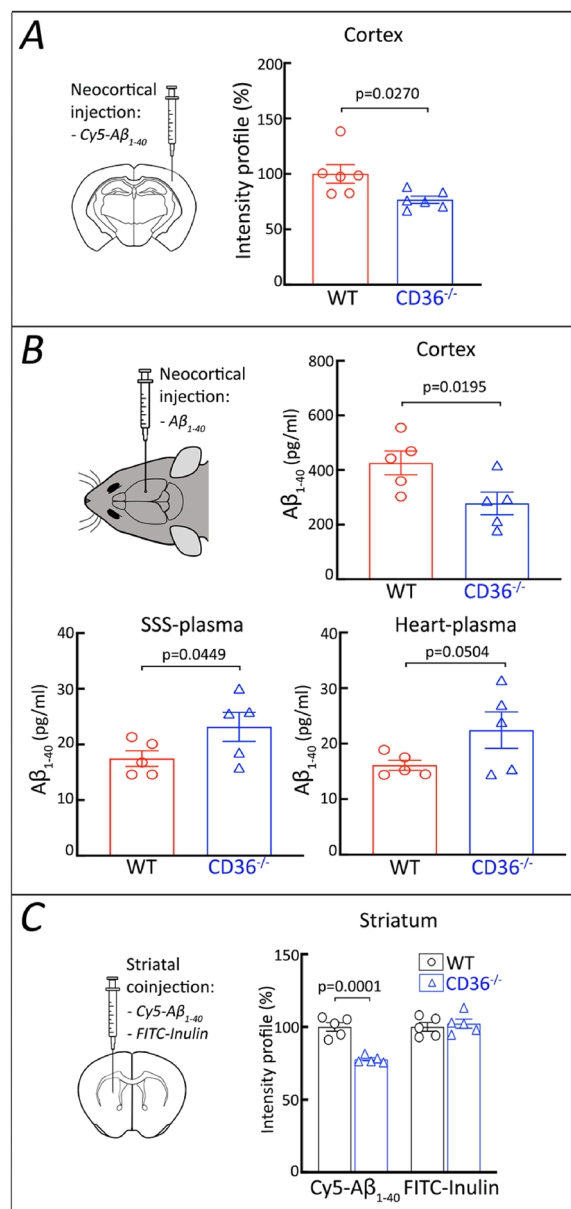 A
Neocortical
injection:
- Cy5-Aβ1-40
Cortex
Intensity profile (%)
200
150
100
50
0
p=0.0270
WT
CD36-/-
B
Neocortical
injection:
- Aβ1-40
Cortex
Aβ1-40 (pg/ml)
800
600
400
200
0
p=0.0195
WT
CD36-/-
SSS-plasma
Aβ1-40 (pg/ml)
40
30
20
10
0
p=0.0449
WT
CD36-/-
Heart-plasma
Aβ1-40 (pg/ml)
40
30
20
10
0
p=0.0504
WT
CD36-/-
C
Striatal
coinjection:
- Cy5-Aβ1-40
- FITC-Inulin
Striatum
Intensity profile (%)
150
100
50
0
WT
CD36-/-
p=0.0001
Cy5-Aβ1-40
FITC-Inulin